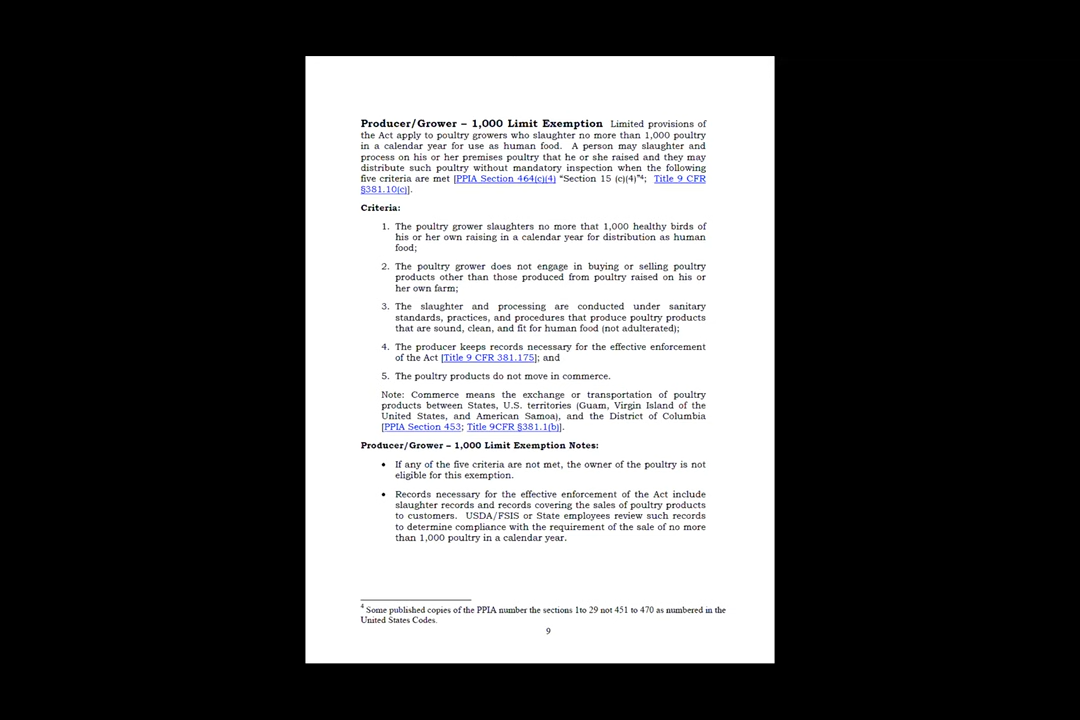 Producer/Grower – 1,000 Limit Exemption Limited provisions of
the Act apply to poultry growers who slaughter no more than 1,000 poultry
in a calendar year for use as human food. A person may slaughter and
process on his or her premises poultry that he or she raised and they may
distribute such poultry without mandatory inspection when the following
five criteria are met [PPIA Section 464(c)(4) "Section 15 (c)(4)"4; Title 9 CFR
§381.10(c)].
Criteria:
1. The poultry grower slaughters no more that 1,000 healthy birds of
his or her own raising in a calendar year for distribution as human
food;
2. The poultry grower does not engage in buying or selling poultry
products other than those produced from poultry raised on his or
her own farm;
3. The slaughter and processing are conducted under sanitary
standards, practices, and procedures that produce poultry products
that are sound, clean, and fit for human food (not adulterated);
4. The producer keeps records necessary for the effective enforcement
of the Act [Title 9 CFR 381.175]; and
5. The poultry products do not move in commerce.
Note: Commerce means the exchange or transportation of poultry
products between States, U.S. territories (Guam, Virgin Island of the
United States, and American Samoa), and the District of Columbia
[PPIA Section 453; Title 9CFR §381.1(b)].
Producer/Grower – 1,000 Limit Exemption Notes:
• If any of the five criteria are not met, the owner of the poultry is not
eligible for this exemption.
• Records necessary for the effective enforcement of the Act include
slaughter records and records covering the sales of poultry products
to customers. USDA/FSIS or State employees review such records
to determine compliance with the requirement of the sale of no more
than 1,000 poultry in a calendar year.
4 Some published copies of the PPIA number the sections 1to 29 not 451 to 470 as numbered in the
United States Codes.
9